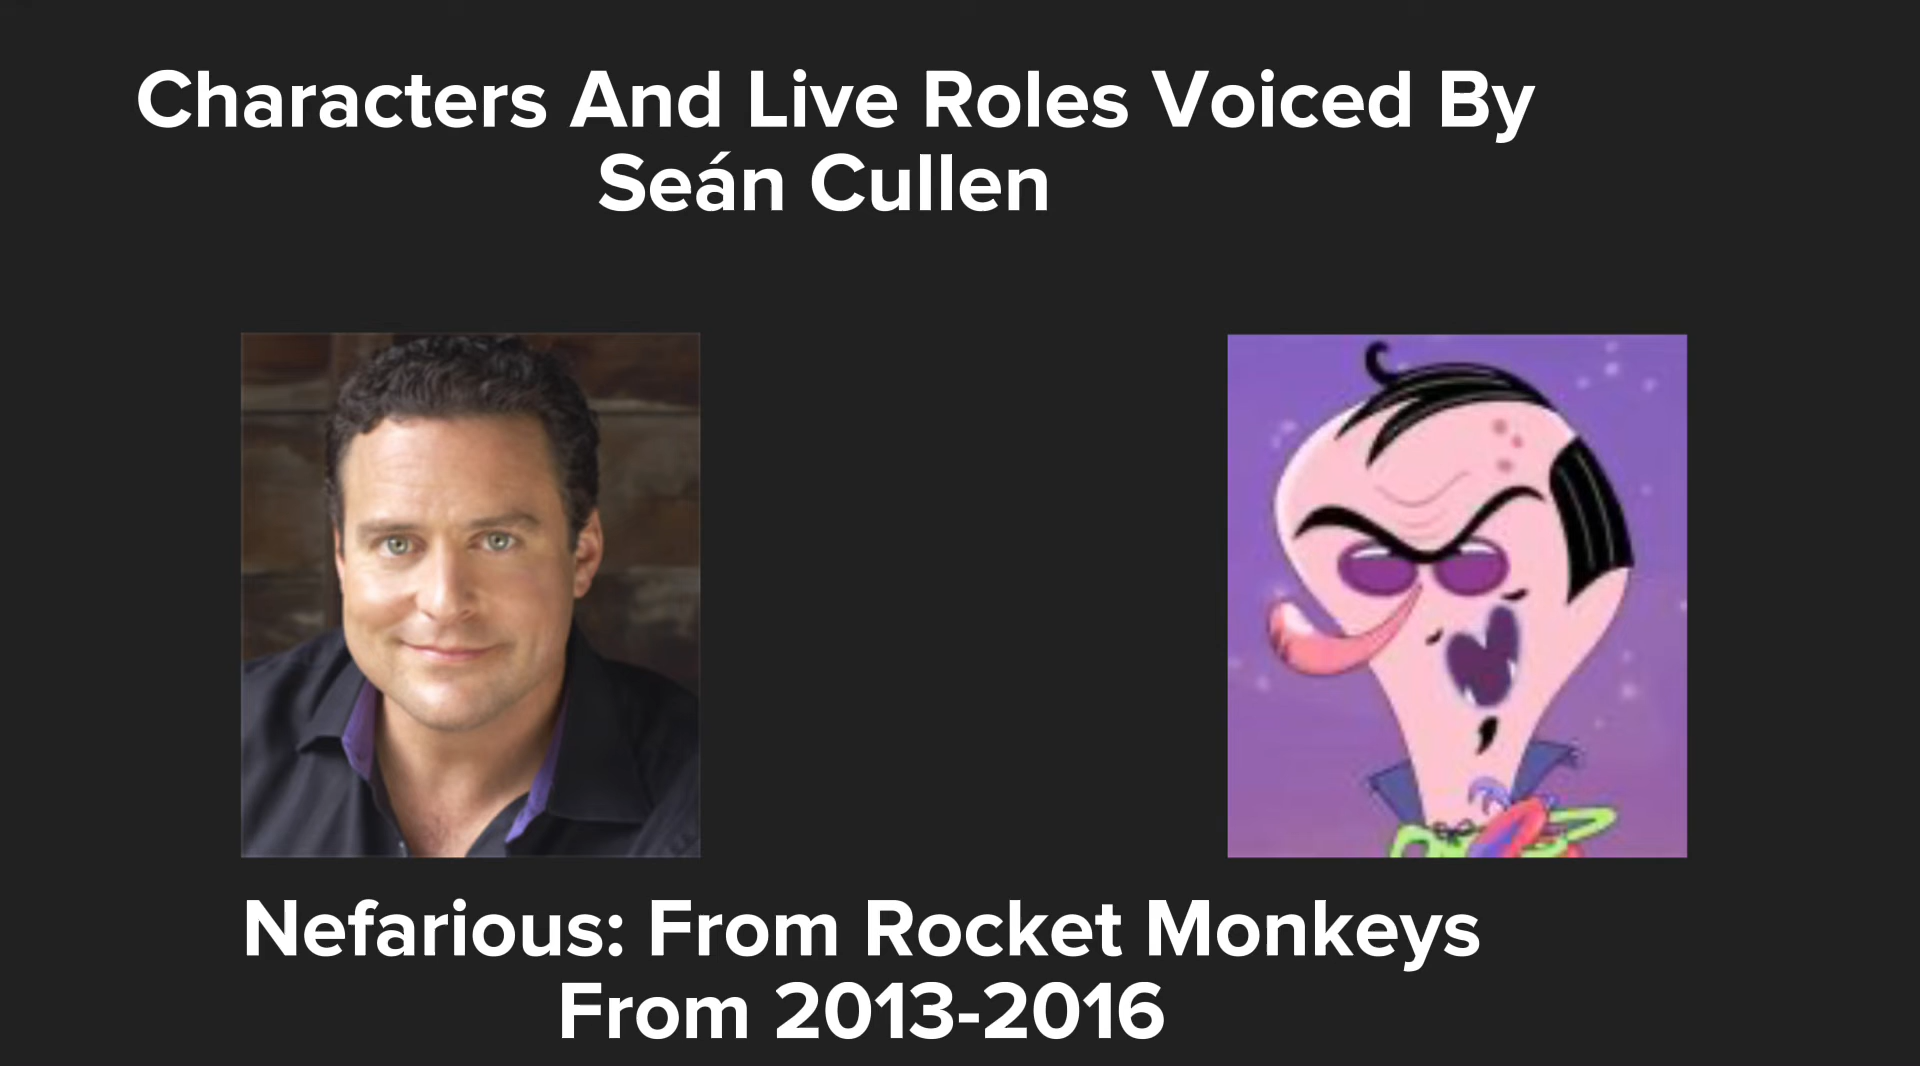 Characters And Live Roles Voiced By
Seán Cullen
Nefarious: From Rocket Monkeys
From 2013-2016